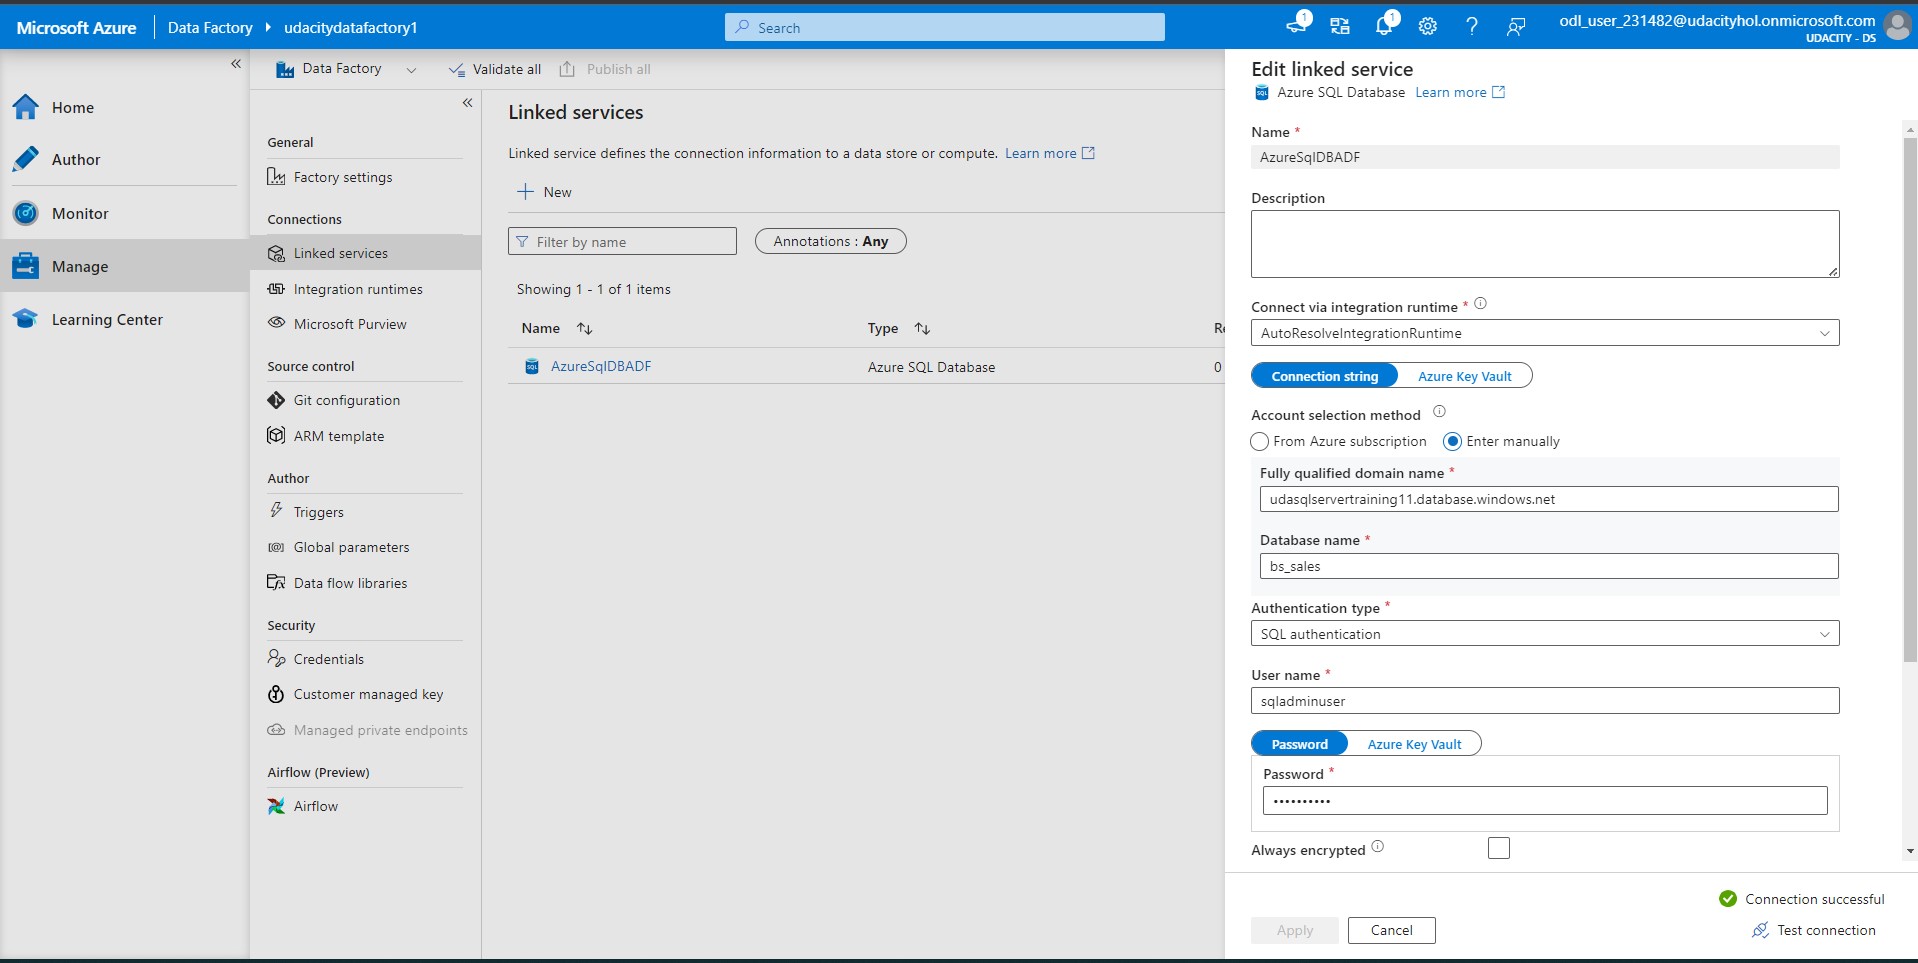 Microsoft Azure
Data Factory
udacitydatafactory1
Search
1
1
odl_user_231482@udacityhol.onmicrosoft.com
UDACITY - DS
Home
Author
Monitor
Manage
Learning Center
Data Factory
Validate all
Publish all
General
Factory settings
Connections
Linked services
Integration runtimes
Microsoft Purview
Source control
Git configuration
ARM template
Author
Triggers
Global parameters
Data flow libraries
Security
Credentials
Customer managed key
Managed private endpoints
Airflow (Preview)
Airflow
Linked services
Linked service defines the connection information to a data store or compute. Learn more
New
Filter by name
Annotations : Any
Showing 1 - 1 of 1 items
Name
Type
Re
SQL
AzureSqlDBADF
Azure SQL Database
0
Edit linked service
SQL
Azure SQL Database Learn more
Name *
AzureSqlDBADF
Description
Connect via integration runtime *
AutoResolveIntegrationRuntime
Connection string
Azure Key Vault
Account selection method
From Azure subscription
Enter manually
Fully qualified domain name *
udasqlservertraining11.database.windows.net
Database name *
bs_sales
Authentication type *
SQL authentication
User name *
sqladminuser
Password
Azure Key Vault
Password *
••••••••••
Always encrypted
Connection successful
Apply
Cancel
Test connection